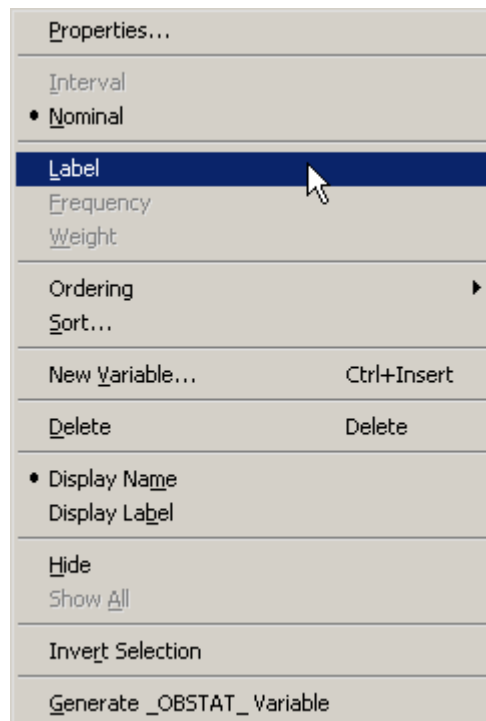 Properties...
Interval
• Nominal
Label
Frequency
Weight
Ordering
Sort...
New Variable... Ctrl+Insert
Delete Delete
• Display Name
Display Label
Hide
Show All
Invert Selection
Generate _OBSTAT_ Variable